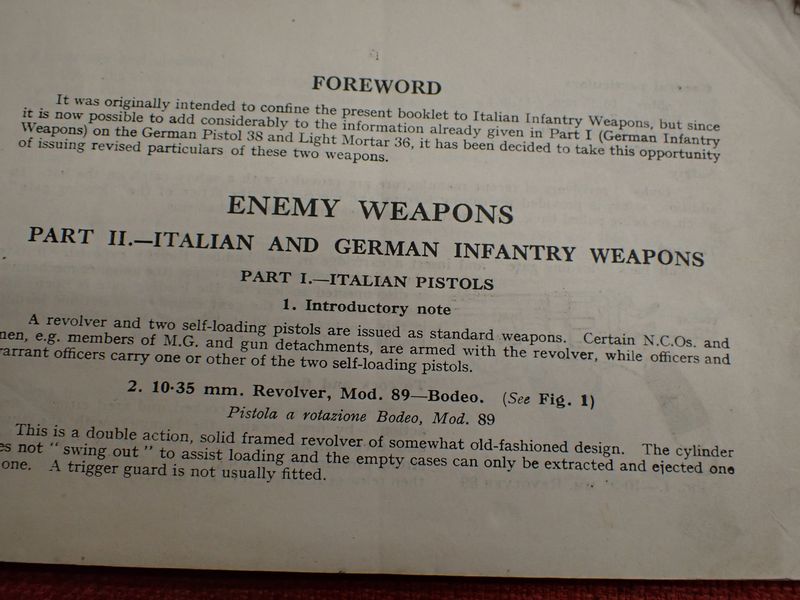 FOREWORD
It was originally intended to confine the present booklet to Italian Infantry Weapons, but since
it is now possible to add considerably to the information already given in Part I (German Infantry
Weapons) on the German Pistol 38 and Light Mortar 36, it has been decided to take this opportunity
of issuing revised particulars of these two weapons.
ENEMY WEAPONS
PART II.—ITALIAN AND GERMAN INFANTRY WEAPONS
PART I.—ITALIAN PISTOLS
1. Introductory note
A revolver and two self-loading pistols are issued as standard weapons. Certain N.C.Os. and
men, e.g. members of M.G. and gun detachments, are armed with the revolver, while officers and
warrant officers carry one or other of the two self-loading pistols.
2. 10·35 mm. Revolver, Mod. 89—Bodeo. (See Fig. 1)
Pistola a rotazione Bodeo, Mod. 89
This is a double action, solid framed revolver of somewhat old-fashioned design. The cylinder
es not "swing out" to assist loading and the empty cases can only be extracted and ejected one
one. A trigger guard is not usually fitted.